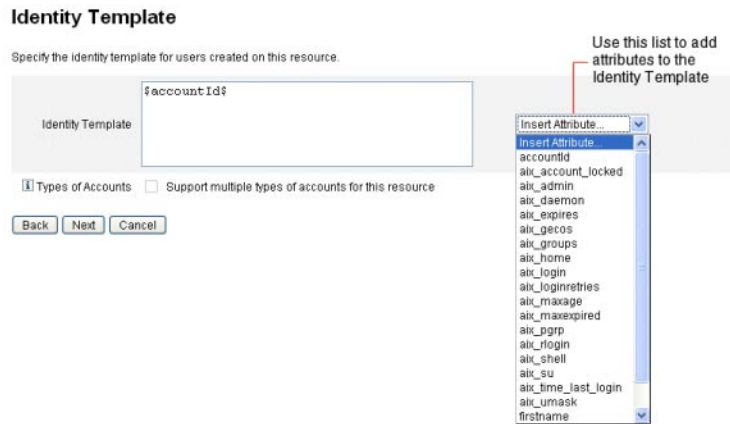 Identity Template
Use this list to add
attributes to the
Identity Template
Specify the identity template for users created on this resource.
Identity Template
$accountId$
Insert Attribute...
Insert Attribute...
accountId
aix_account_locked
aix_admin
aix_daemon
aix_expires
aix_gecos
aix_groups
aix_home
aix_login
aix_loginretries
aix_maxage
aix_maxexpired
aix_pgrp
aix_rlogin
aix_shell
aix_su
aix_time_last_login
aix_umask
firstname
i Types of Accounts Support multiple types of accounts for this resource
Back Next Cancel